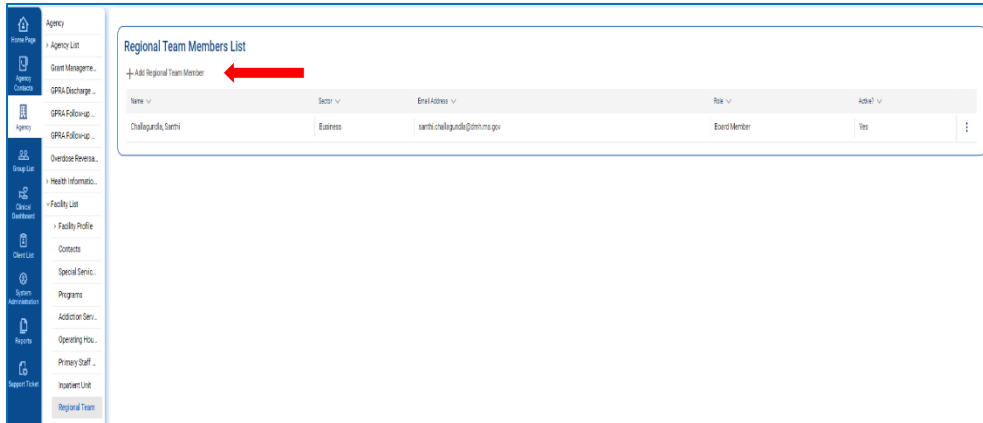 Home Page
Agency Contacts
Agency
Group List
Clinical Dashboard
Client List
System Administration
Reports
Support Ticket
Agency
Agency List
Grant Manageme...
GPRA Discharge ...
GPRA Follow-up ...
GPRA Follow-up ...
Overdose Reversa...
Health Informatio...
Facility List
Facility Profile
Contacts
Special Servic...
Programs
Addiction Serv...
Operating Hou...
Primary Staff ...
Inpatient Unit
Regional Team
Regional Team Members List
+ Add Regional Team Member
Name Sector Email Address Role Active?
Challagundla, Santhi Business santhi.challagundla@dmh.ms.gov Board Member Yes